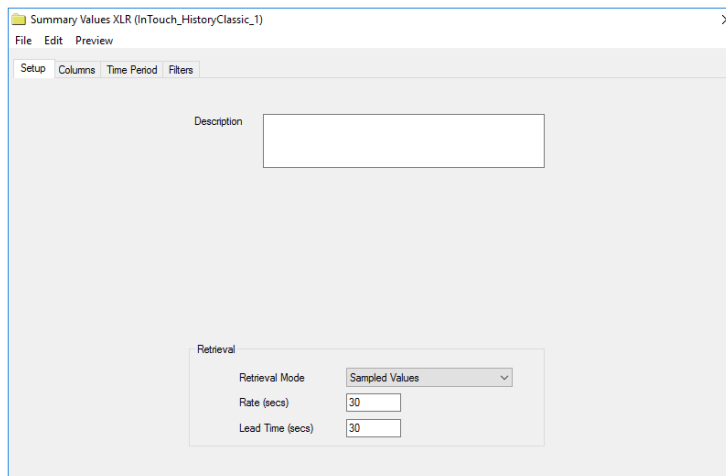 Summary Values XLR (InTouch_HistoryClassic_1)
File Edit Preview
Setup Columns Time Period Filters
Description
Retrieval
Retrieval Mode Sampled Values
Rate (secs) 30
Lead Time (secs) 30